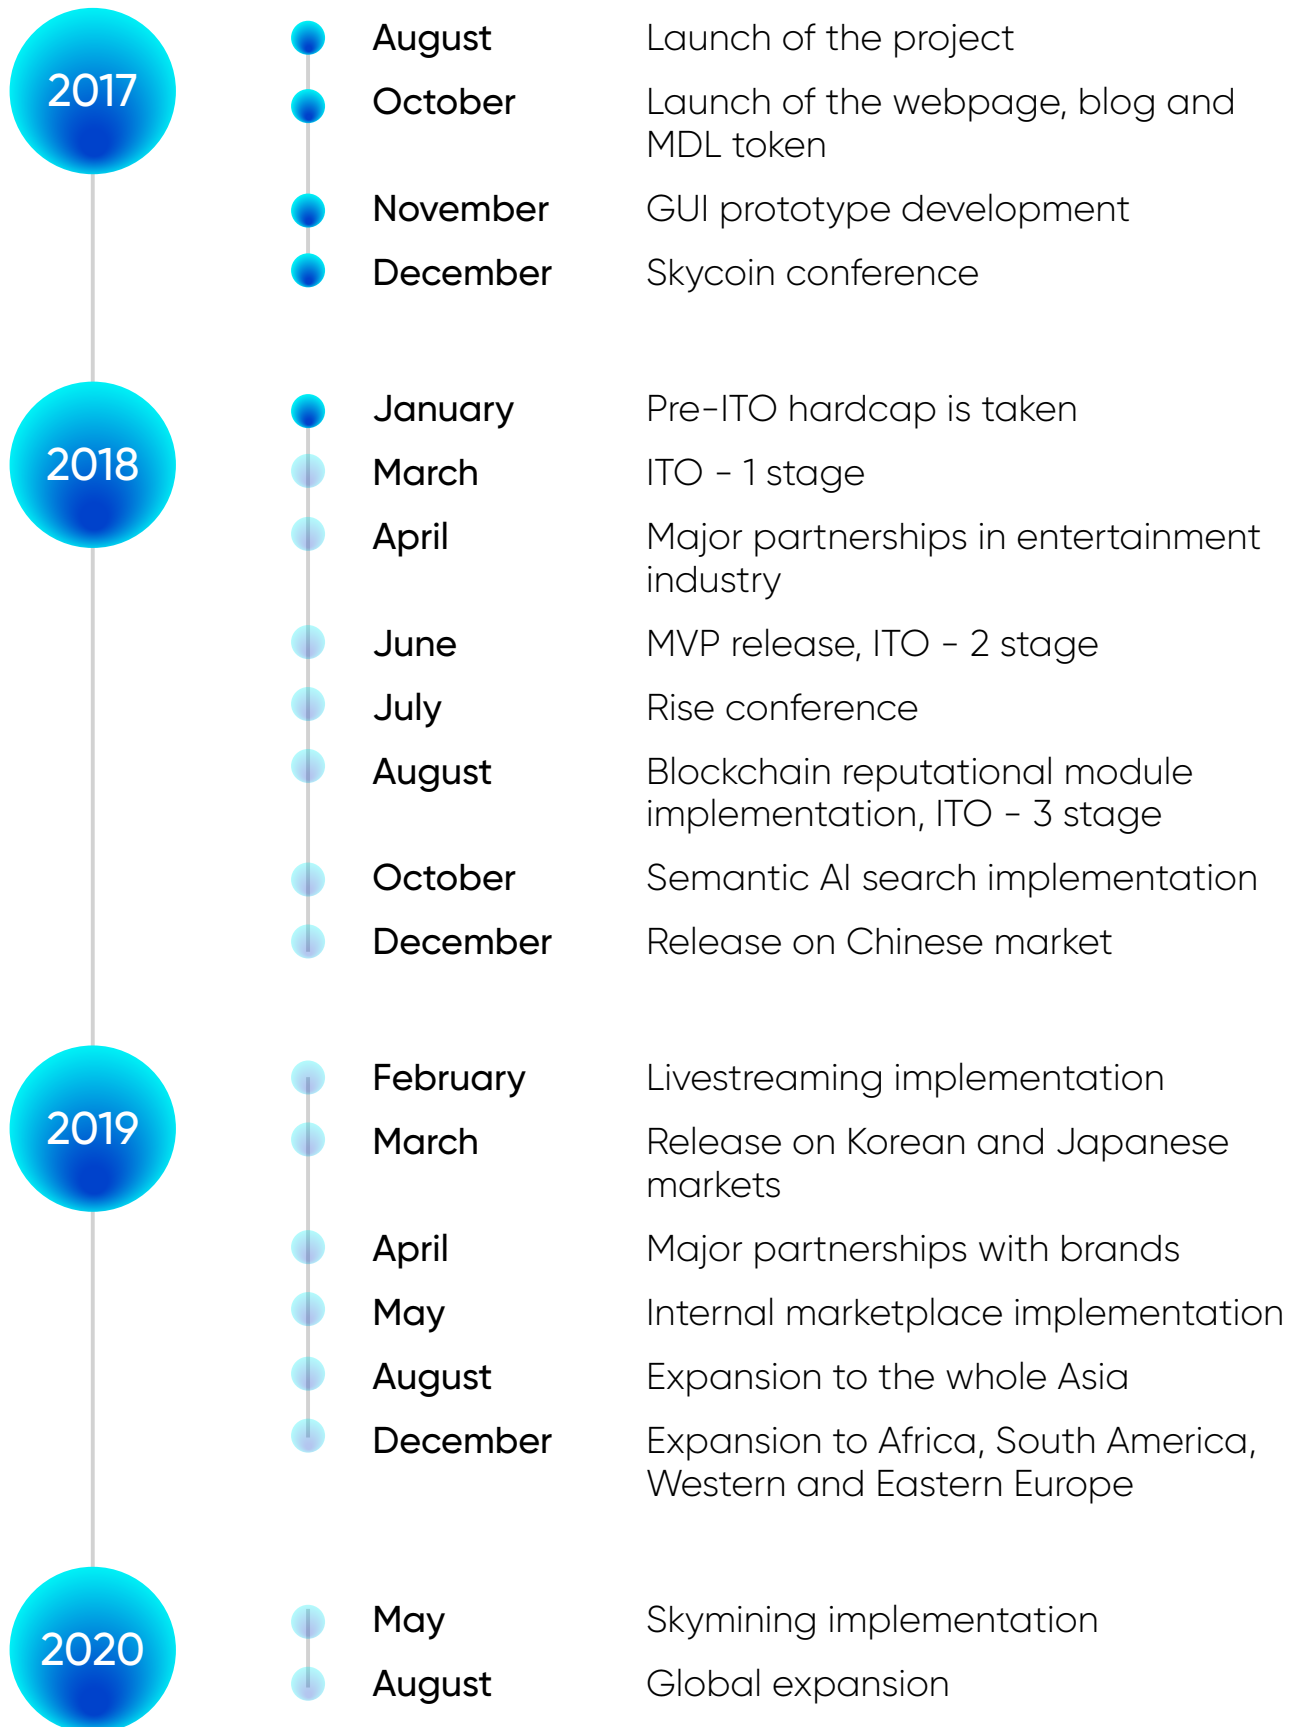 2017
August
Launch of the project
October
Launch of the webpage, blog and
MDL token
November
GUI prototype development
December
Skycoin conference
2018
January
Pre-ITO hardcap is taken
March
ITO - 1 stage
April
Major partnerships in entertainment
industry
June
MVP release, ITO - 2 stage
July
Rise conference
August
Blockchain reputational module
implementation, ITO - 3 stage
October
Semantic AI search implementation
December
Release on Chinese market
2019
February
Livestreaming implementation
March
Release on Korean and Japanese
markets
April
Major partnerships with brands
May
Internal marketplace implementation
August
Expansion to the whole Asia
December
Expansion to Africa, South America,
Western and Eastern Europe
2020
May
Skymining implementation
August
Global expansion